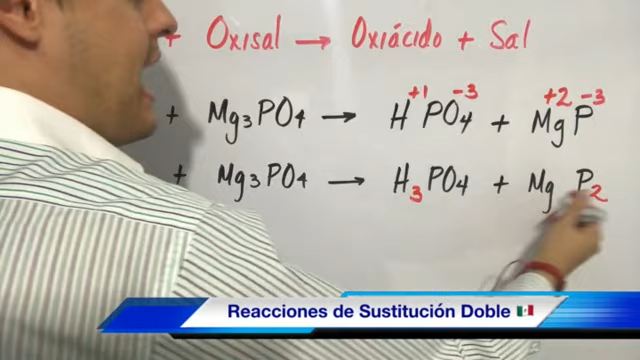 + Oxisal → Oxiácido + Sal
+1 -3 +2 -3
+ Mg3PO4 → H PO4 + Mg P
+ Mg3PO4 → H3PO4 + Mg P2
Reacciones de Sustitución Doble